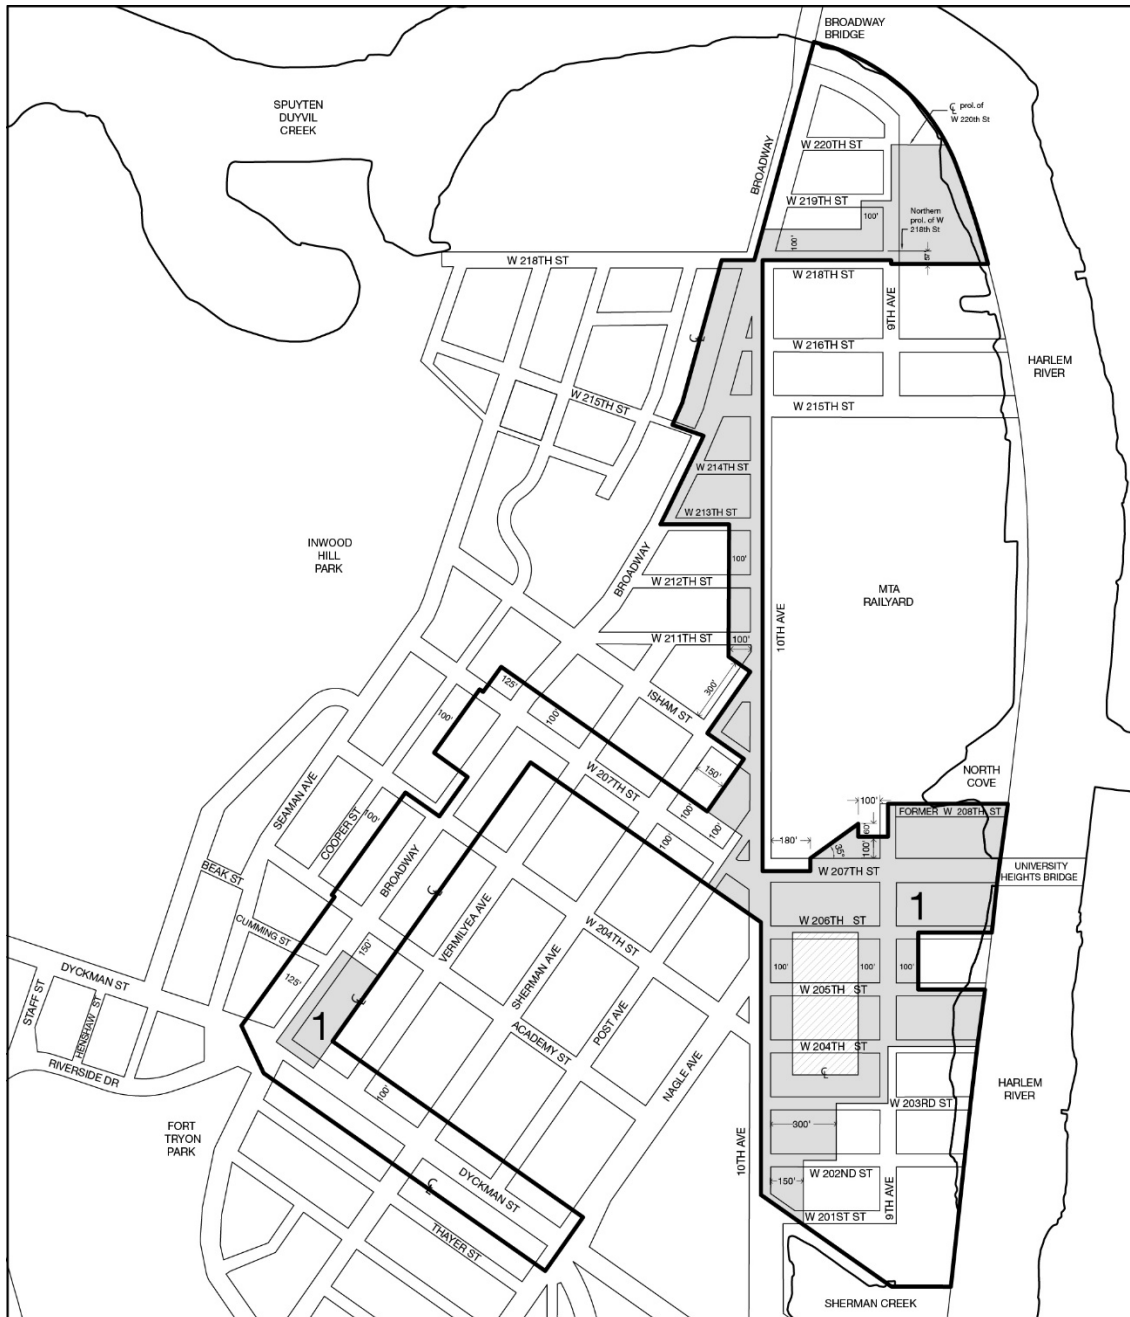 BROADWAY
BRIDGE
SPUYTEN
DUYVIL
CREEK
℄ prol. of
W 220th St
W 220TH ST
BROADWAY
W 219TH ST
100'
Northern
prol. of W
218th St
100'
W 218TH ST
W 218TH ST
9TH AVE
℄
W 216TH ST
HARLEM
RIVER
W 215TH ST
W 215TH ST
W 214TH ST
W 213TH ST
INWOOD
HILL
PARK
BROADWAY
100'
W 212TH ST
MTA
RAILYARD
10TH AVE
W 211TH ST
100'
125'
300'
ISHAM ST
100'
100'
150'
W 207TH ST
NORTH
COVE
SEAMAN AVE
COOPER ST
100'
100'
100'
100'
100'
FORMER W 208TH ST
60'
100'
180'
35°
BROADWAY
℄
BEAK ST
W 207TH ST
UNIVERSITY
HEIGHTS BRIDGE
VERMILYEA AVE
W 204TH ST
1
W 206TH ST
CUMMING ST
150'
DYCKMAN ST
125'
SHERMAN AVE
100'
100'
100'
STAFF ST
HENSHAW ST
℄
W 205TH ST
1
POST AVE
ACADEMY ST
W 204TH ST
RIVERSIDE DR
NAGLE AVE
℄
100'
HARLEM
RIVER
W 203RD ST
FORT
TRYON
PARK
300'
10TH AVE
DYCKMAN ST
W 202ND ST
℄
150'
9TH AVE
W 201ST ST
THAYER ST
SHERMAN CREEK